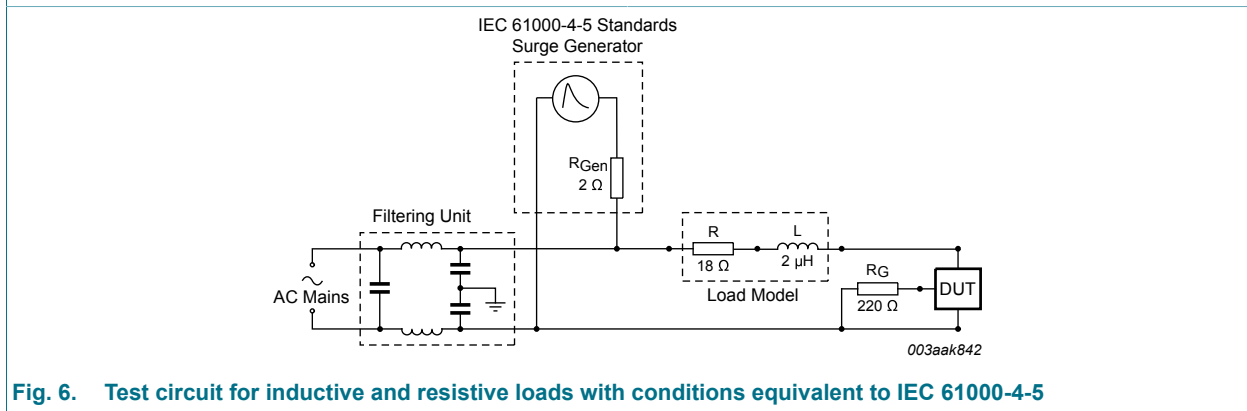 IEC 61000-4-5 Standards
Surge Generator
RGen
2 Ω
Filtering Unit
R
L
18 Ω
2 µH
Load Model
RG
220 Ω
DUT
AC Mains
003aak842
Fig. 6. Test circuit for inductive and resistive loads with conditions equivalent to IEC 61000-4-5